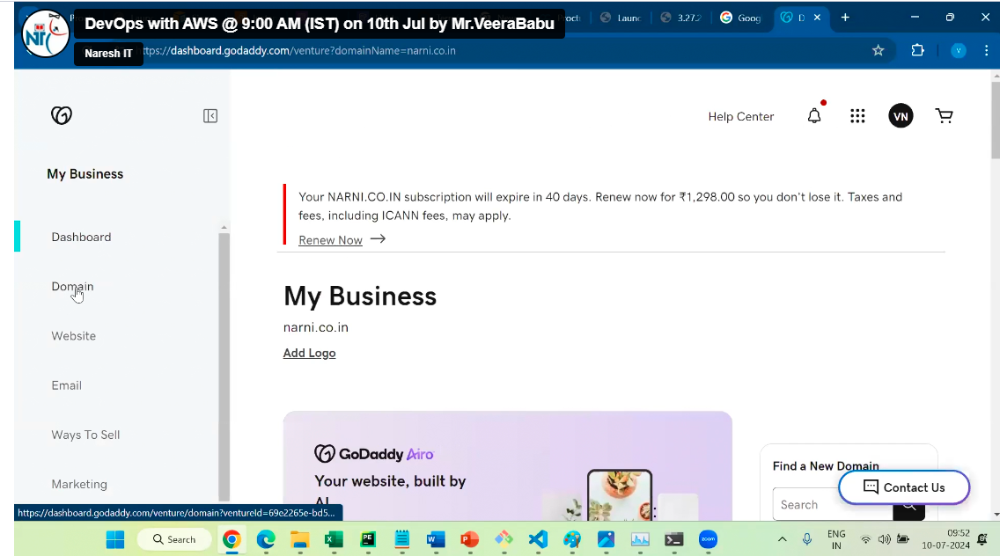 DevOps with AWS @ 9:00 AM (IST) on 10th Jul by Mr.VeeraBabu
Launc
3.27.2
Goog
D
Naresh IT
ttps://dashboard.godaddy.com/venture?domainName=narni.co.in
V
Help Center
VN
My Business
Your NARNI.CO.IN subscription will expire in 40 days. Renew now for ₹1,298.00 so you don't lose it. Taxes and
fees, including ICANN fees, may apply.
Renew Now
Dashboard
Domain
Website
Email
Ways To Sell
Marketing
My Business
narni.co.in
Add Logo
GoDaddy Airo
Your website, built by
AI
Find a New Domain
Search
Contact Us
https://dashboard.godaddy.com/venture/domain?ventureId=69e2265e-bd5...
Search
zoom
ENG
IN
09:52
10-07-2024